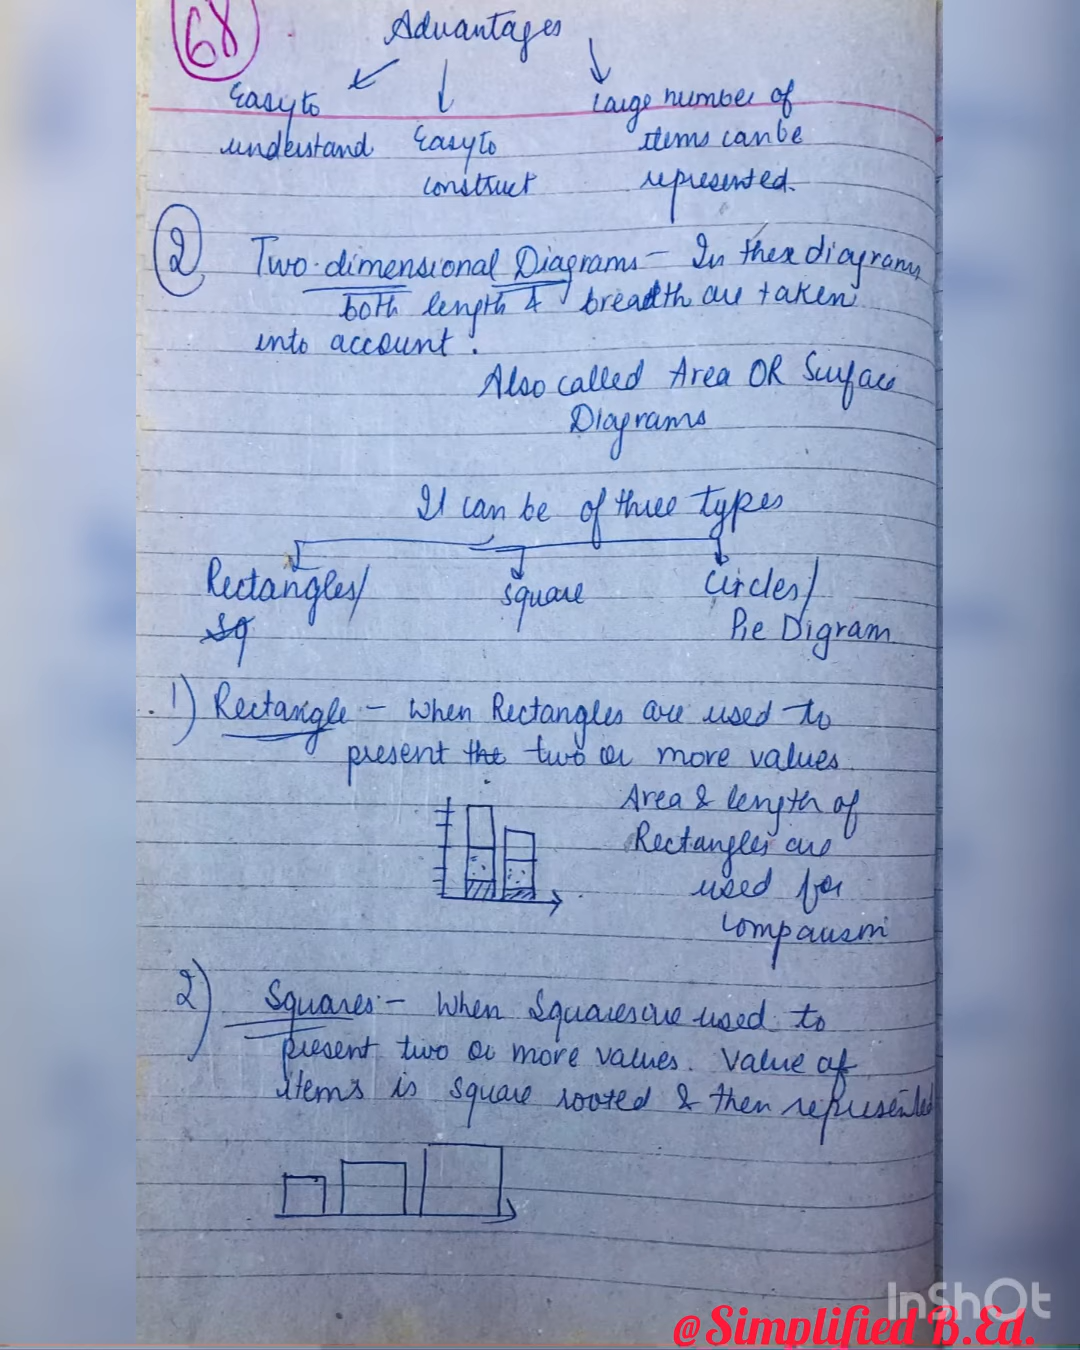 68
Advantages
Easy to
understand
Easy to
construct
Large number of
items can be
represented.
2
Two-dimensional Diagrams - In these diagrams
both length & breadth are taken
into account.
Also called Area OR Surface
Diagrams
It can be of three types
Rectangles/
Sq
Square
Circles/
Pie Digram
1) Rectangle - When Rectangles are used to
present the two or more values
Area & length of
Rectangles are
used for
comparison
2) Squares:- When Squares are used to
present two or more values. Value of
items is square rooted & then represented
InShOt
@Simplified B.Ed.